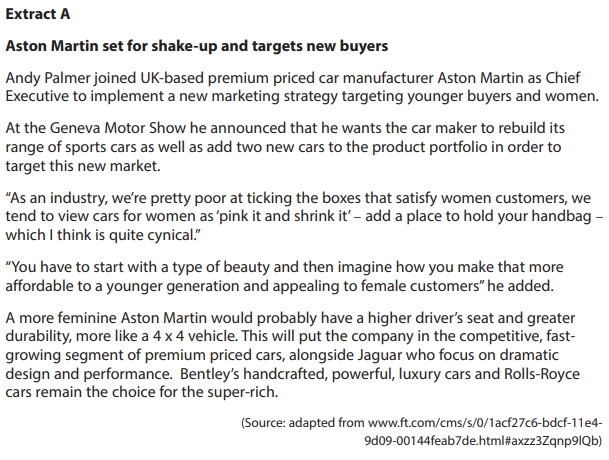 Extract A
Aston Martin set for shake-up and targets new buyers
Andy Palmer joined UK-based premium priced car manufacturer Aston Martin as Chief
Executive to implement a new marketing strategy targeting younger buyers and women.
At the Geneva Motor Show he announced that he wants the car maker to rebuild its
range of sports cars as well as add two new cars to the product portfolio in order to
target this new market.
“As an industry, we’re pretty poor at ticking the boxes that satisfy women customers, we
tend to view cars for women as ‘pink it and shrink it’ – add a place to hold your handbag –
which I think is quite cynical.”
“You have to start with a type of beauty and then imagine how you make that more
affordable to a younger generation and appealing to female customers” he added.
A more feminine Aston Martin would probably have a higher driver’s seat and greater
durability, more like a 4 x 4 vehicle. This will put the company in the competitive, fast-
growing segment of premium priced cars, alongside Jaguar who focus on dramatic
design and performance.  Bentley’s handcrafted, powerful, luxury cars and Rolls-Royce
cars remain the choice for the super-rich.
(Source: adapted from www.ft.com/cms/s/0/1acf27c6-bdcf-11e4-
9d09-00144feab7de.html#axzz3Zqnp9lQb)